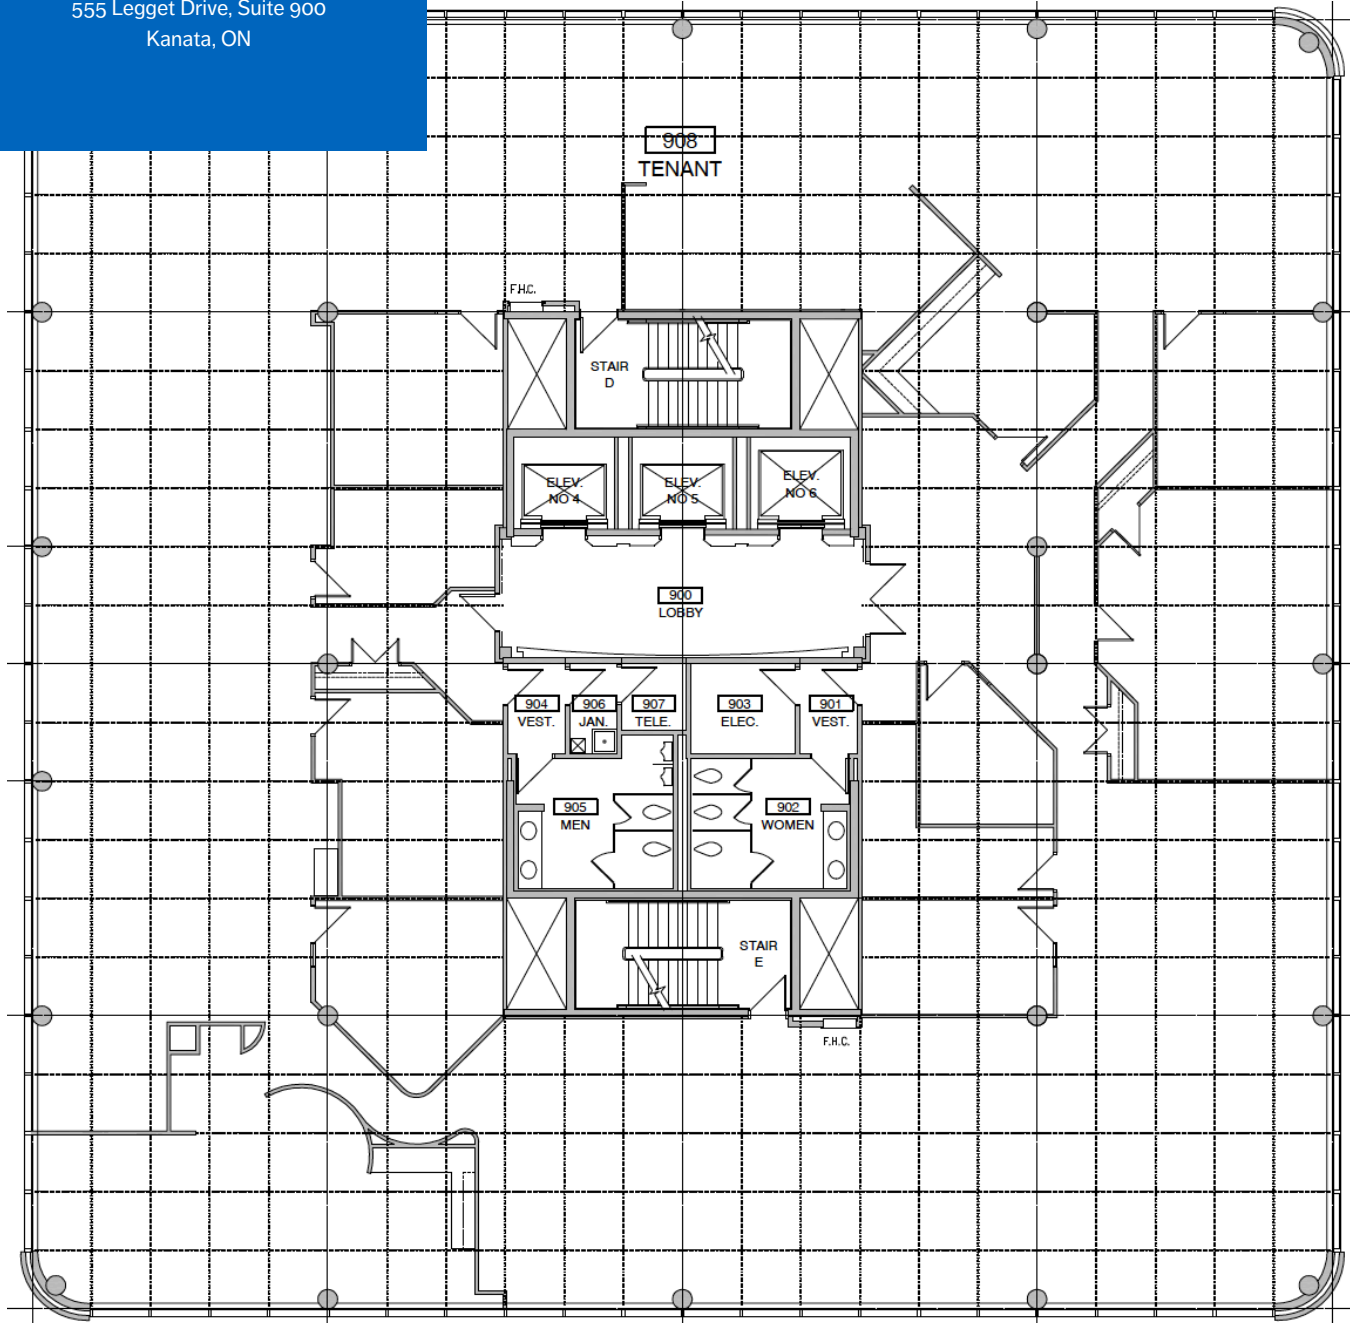 555 Legget Drive, Suite 900
Kanata, ON
908
TENANT
F.H.C.
STAIR
D
ELEV.
NO 4
ELEV.
NO 5
ELEV.
NO 6
900
LOBBY
904
VEST.
906
JAN.
907
TELE.
903
ELEC.
901
VEST.
905
MEN
902
WOMEN
STAIR
E
F.H.C.